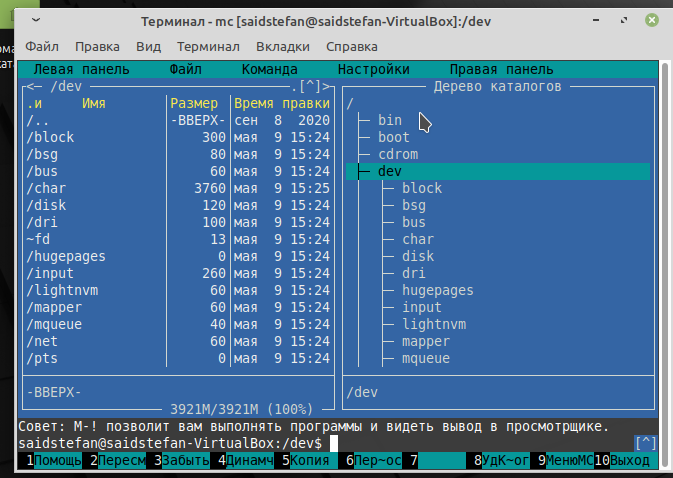 Терминал - mc [saidstefan@saidstefan-VirtualBox]:/dev
Файл Правка Вид Терминал Вкладки Справка
Левая панель Файл Команда Настройки Правая панель
<─ /dev .[^]> Дерево каталогов
.и Имя Размер Время правки /
/.. -ВВЕРХ- сен 8 2020 bin
/block 300 мая 9 15:24 boot
/bsg 80 мая 9 15:24 cdrom
/bus 60 мая 9 15:24 dev
/char 3760 мая 9 15:25 block
/disk 120 мая 9 15:24 bsg
/dri 100 мая 9 15:24 bus
~fd 13 мая 9 15:24 char
/hugepages 0 мая 9 15:24 disk
/input 260 мая 9 15:24 dri
/lightnvm 60 мая 9 15:24 hugepages
/mapper 60 мая 9 15:24 input
/mqueue 40 мая 9 15:24 lightnvm
/net 60 мая 9 15:24 mapper
/pts 0 мая 9 15:24 mqueue
-ВВЕРХ- /dev
3921M/3921M (100%)
Совет: M-! позволит вам выполнять программы и видеть вывод в просмотрщике.
saidstefan@saidstefan-VirtualBox:/dev$ [^]
1Помощь 2Пересм 3Забыть 4Динамч 5Копия 6Пер~ос 7 8УдК~ог 9МенюMC 10Выход